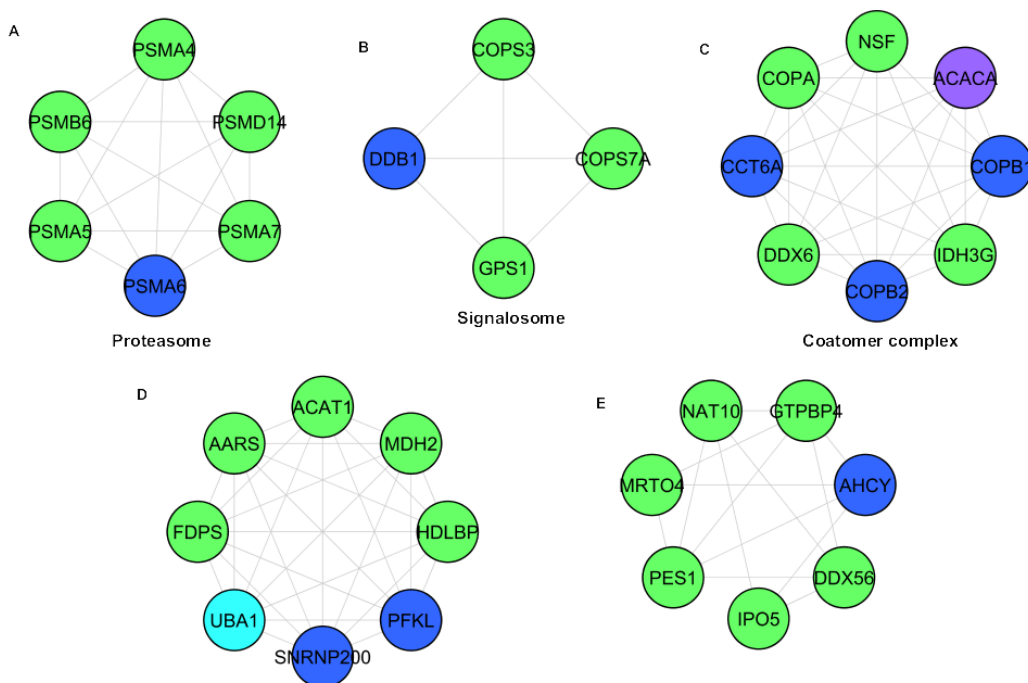 A
PSMA4
PSMB6
PSMD14
PSMA5
PSMA7
PSMA6
Proteasome
B
COPS3
DDB1
COPS7A
GPS1
Signalosome
C
NSF
COPA
ACACA
CCT6A
COPB1
DDX6
IDH3G
COPB2
Coatomer complex
D
ACAT1
AARS
MDH2
FDPS
HDLBP
UBA1
PFKL
SNRNP200
E
NAT10
GTPBP4
MRTO4
AHCY
PES1
DDX56
IPO5